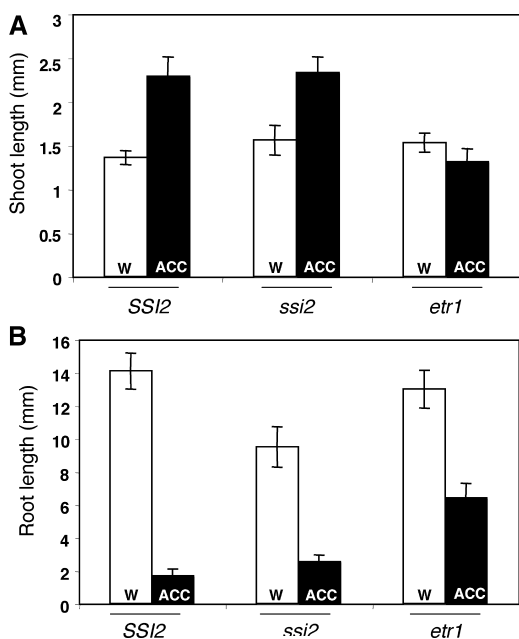 A
Shoot length (mm)
3
2.5
2
1.5
1
0.5
0
W ACC W ACC W ACC
SSI2 ssi2 etr1
B
Root length (mm)
16
14
12
10
8
6
4
2
0
W ACC W ACC W ACC
SSI2 ssi2 etr1